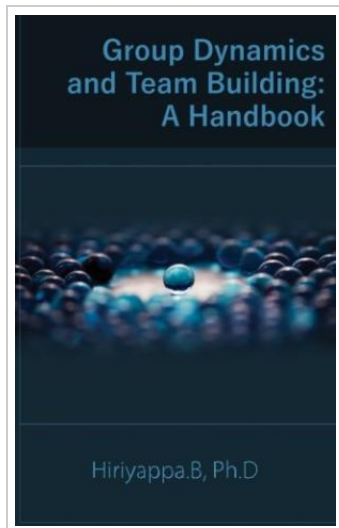 Group Dynamics
and Team Building:
A Handbook
Hiriyappa.B, Ph.D